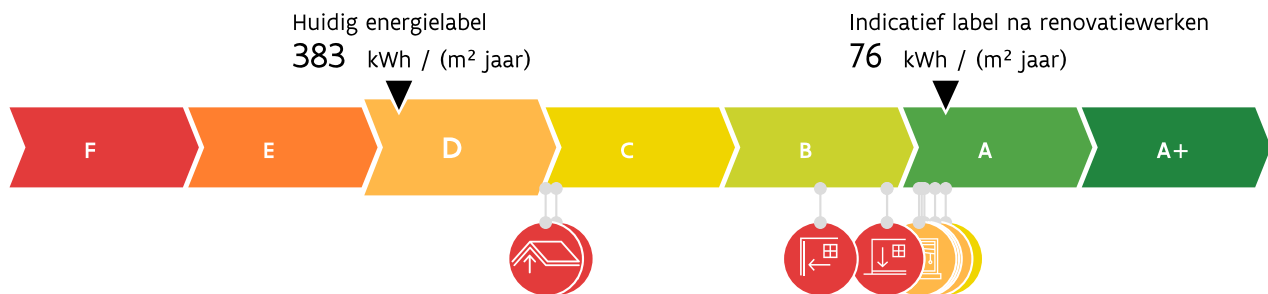 Huidig energielabel
383 kWh / (m² jaar)
Indicatief label na renovatiewerken
76 kWh / (m² jaar)
F E D C B A A+